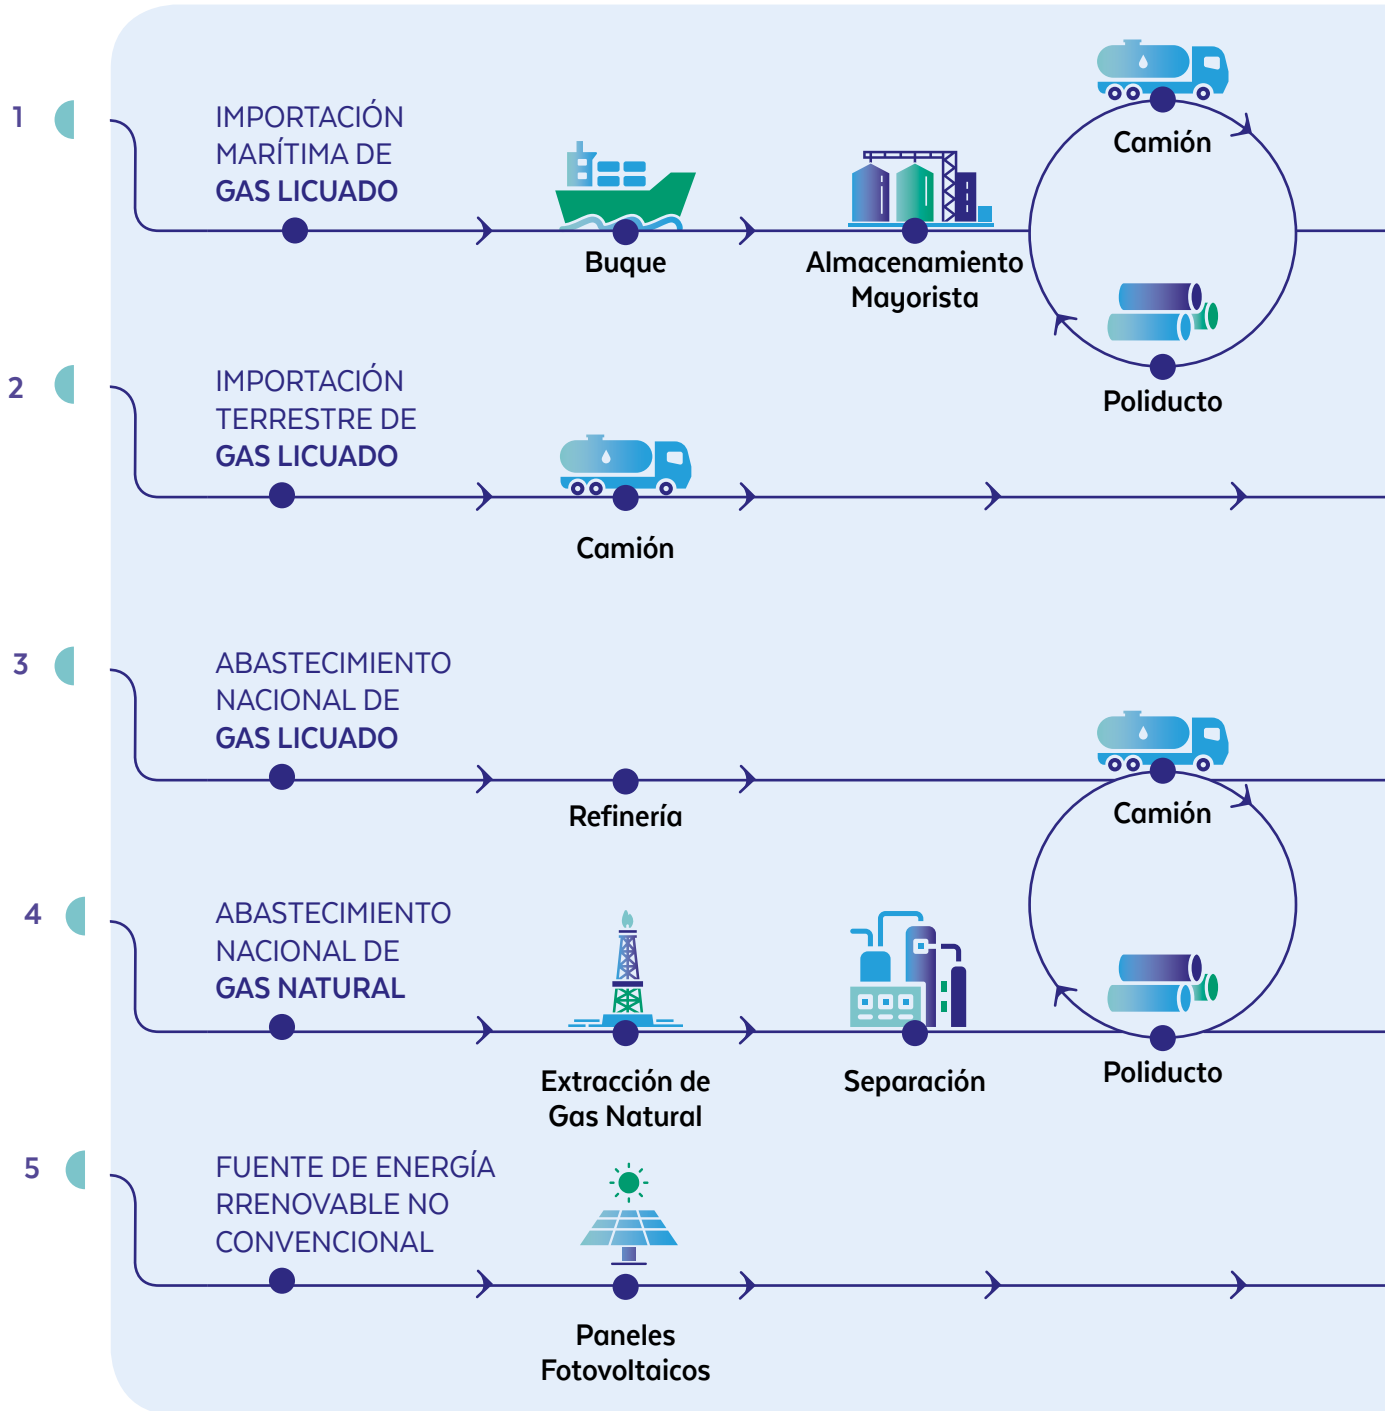 1
IMPORTACIÓN
MARÍTIMA DE
GAS LICUADO
Buque
Almacenamiento
Mayorista
Camión
Poliducto
2
IMPORTACIÓN
TERRESTRE DE
GAS LICUADO
Camión
3
ABASTECIMIENTO
NACIONAL DE
GAS LICUADO
Refinería
Camión
4
ABASTECIMIENTO
NACIONAL DE
GAS NATURAL
Extracción de
Gas Natural
Separación
Poliducto
5
FUENTE DE ENERGÍA
RRENOVABLE NO
CONVENCIONAL
Paneles
Fotovoltaicos